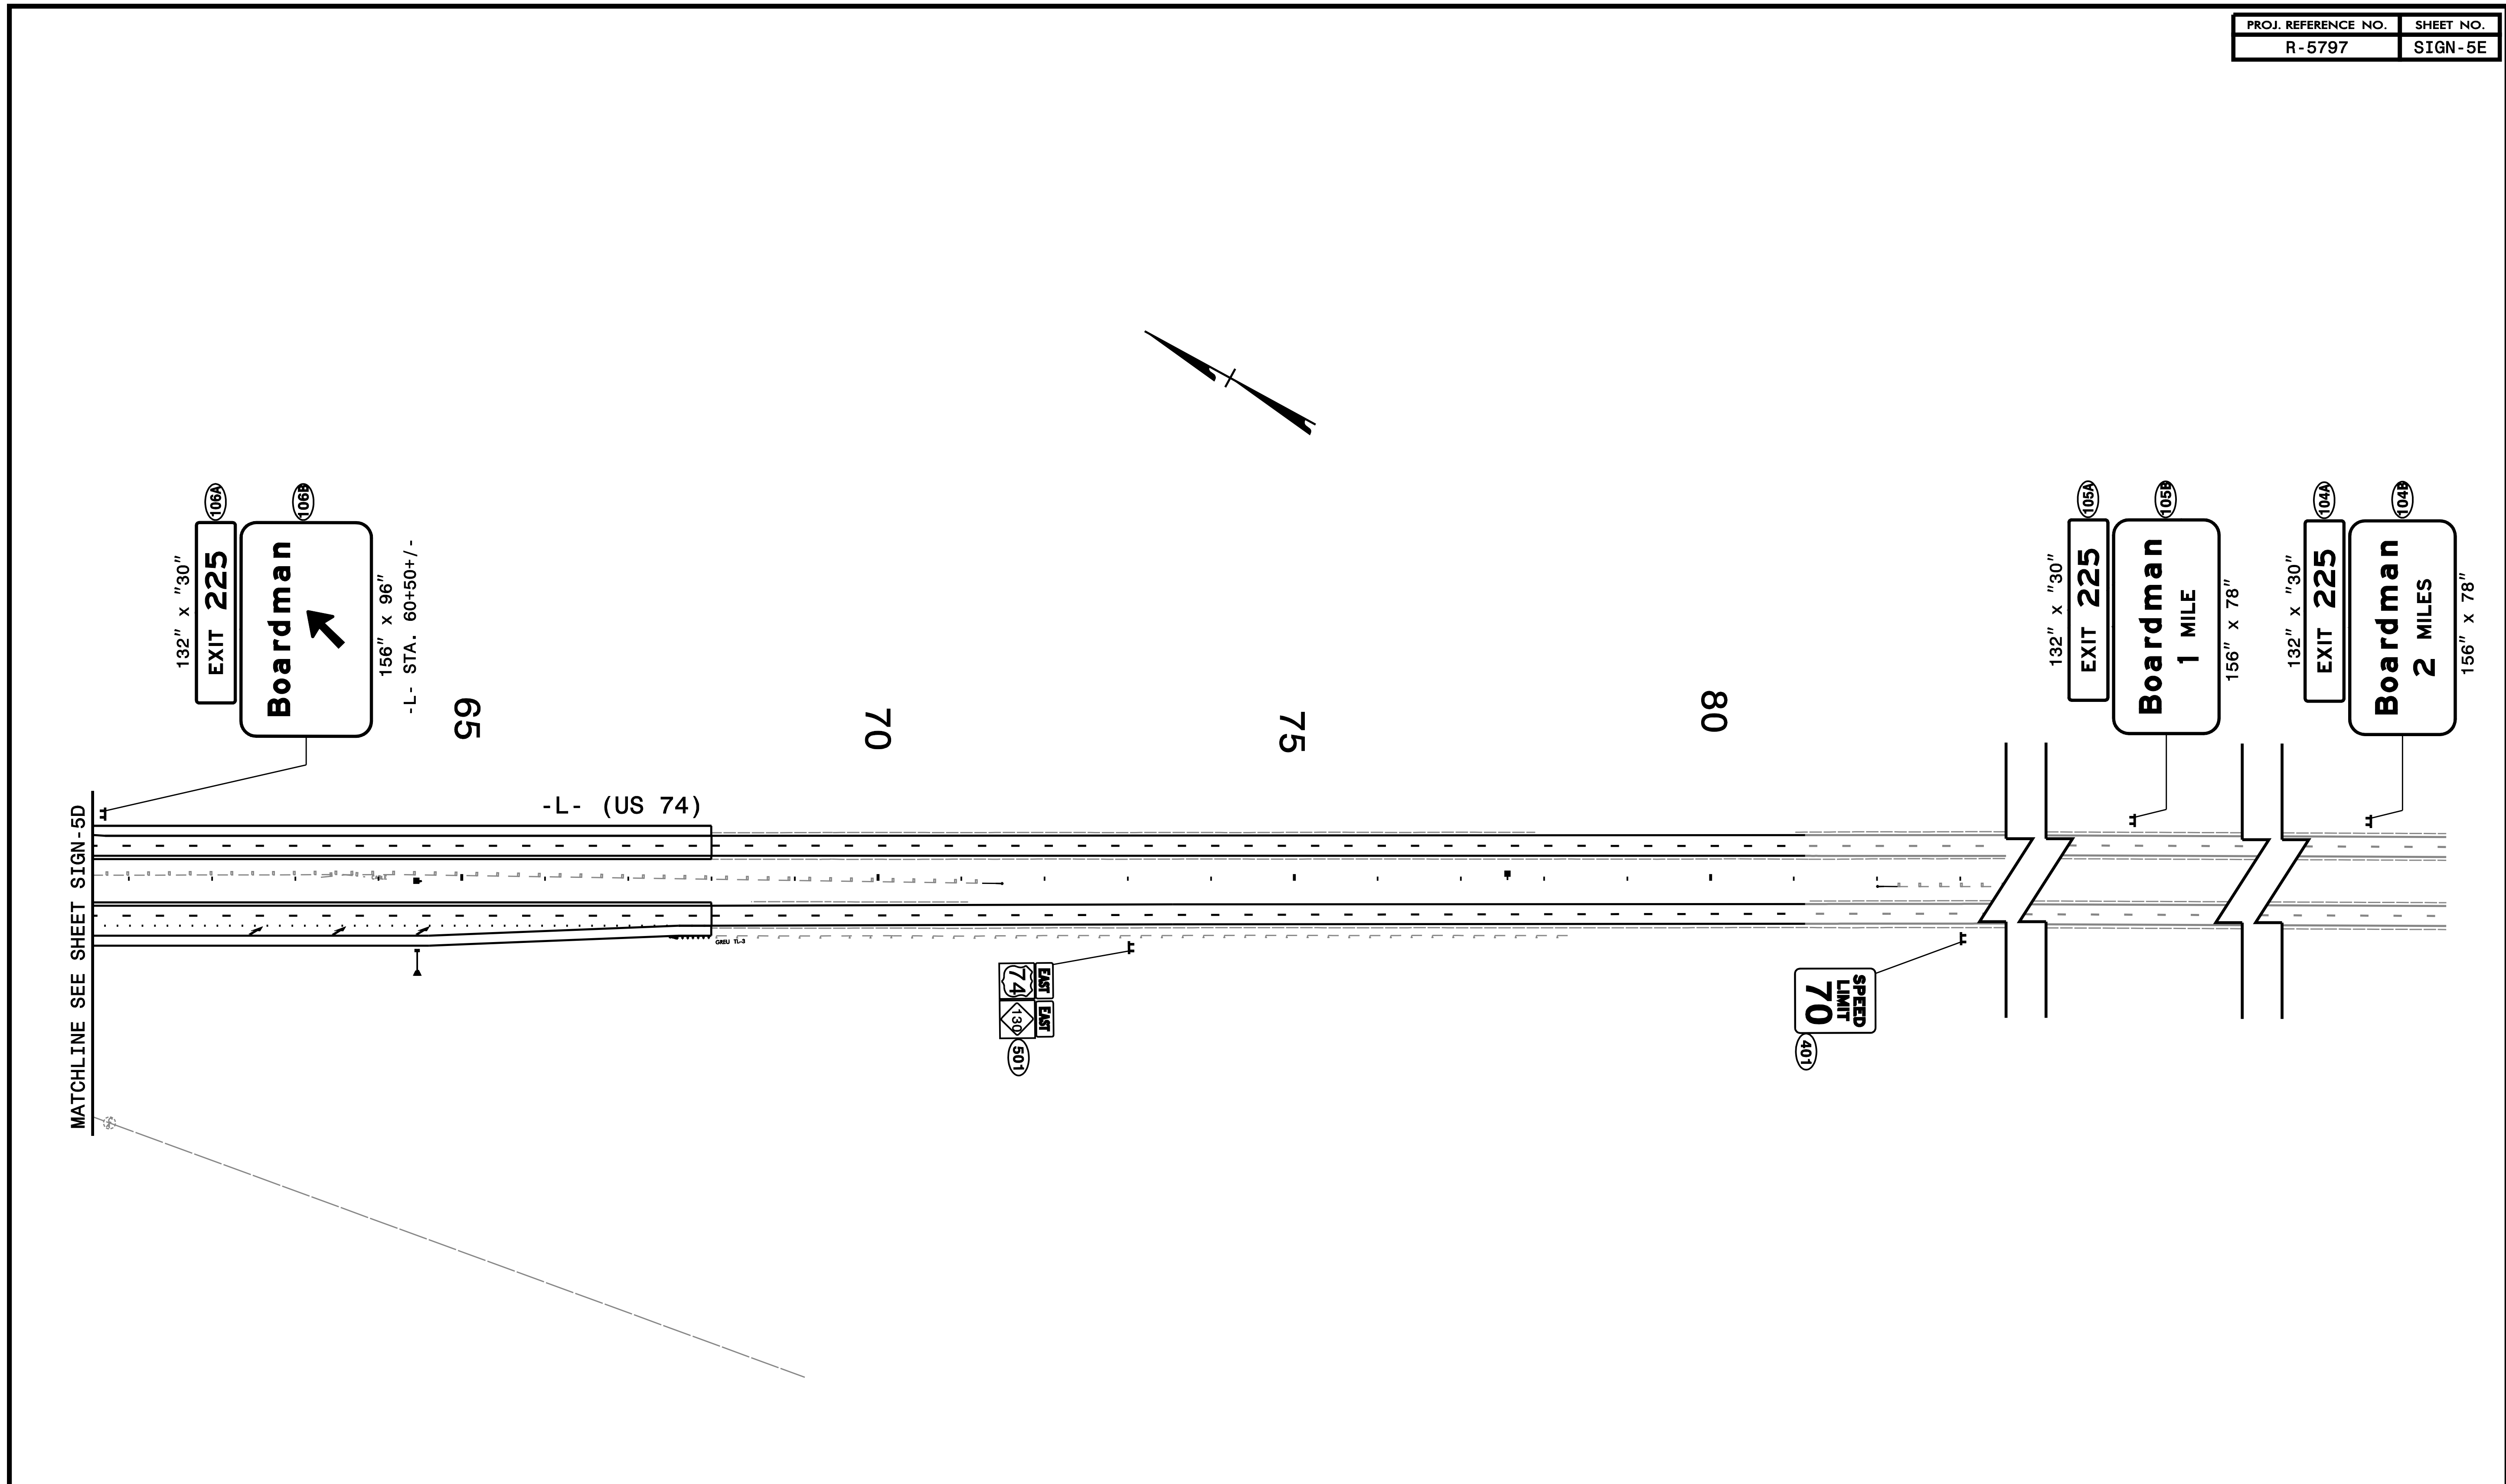 PROJ. REFERENCE NO.
SHEET NO.
R-5797
SIGN-5E
106A
106B
132" x "30"
EXIT 225
Boardman
156" x 96"
-L- STA. 60+50+/-
65
70
75
80
105A
105B
132" x "30"
EXIT 225
Boardman
1 MILE
156" x 78"
104A
104B
132" x "30"
EXIT 225
Boardman
2 MILES
156" x 78"
-L- (US 74)
MATCHLINE SEE SHEET SIGN-5D
GREU TL-3
EAST
74
EAST
130
501
SPEED
LIMIT
70
401